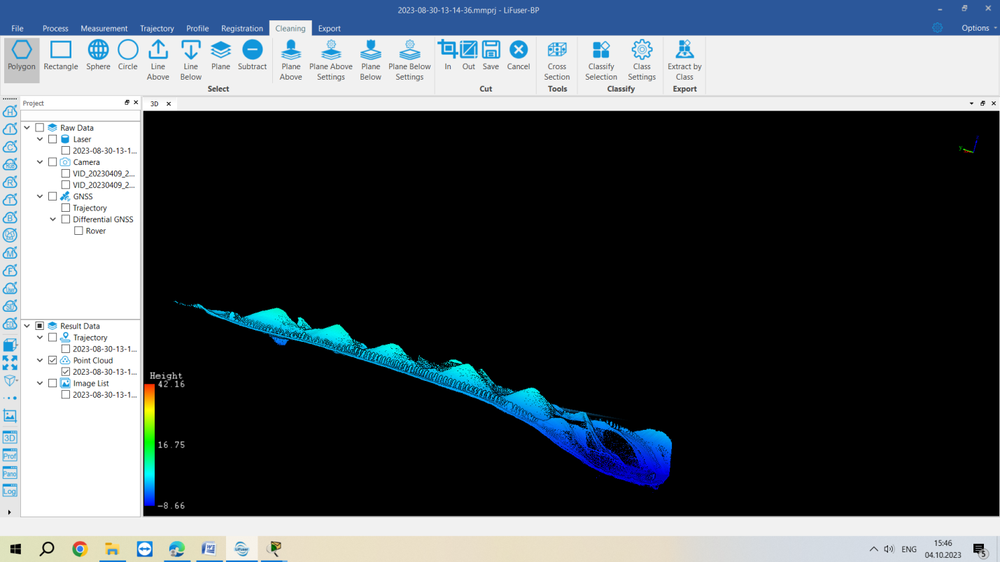 2023-08-30-13-14-36.mmprj - LiFuser-BP
File Process Measurement Trajectory Profile Registration Cleaning Export Options
Polygon Rectangle Sphere Circle Line Above Line Below Plane Subtract Plane Above Plane Above Settings Plane Below Plane Below Settings In Out Save Cancel Cross Section Classify Selection Class Settings Extract by Class
Select Cut Tools Classify Export
Project
3D
Raw Data
Laser
2023-08-30-13-1...
Camera
VID_20230409_2...
VID_20230409_2...
GNSS
Trajectory
Differential GNSS
Rover
Result Data
Trajectory
2023-08-30-13-1...
Point Cloud
2023-08-30-13-1...
Image List
2023-08-30-13-1...
H
I
C
RGB
R
T
B
M
F
User
3D
Prof
Pano
Log
Height
42.16
16.75
-8.66
y
LiFuser
ENG
15:46
04.10.2023
5